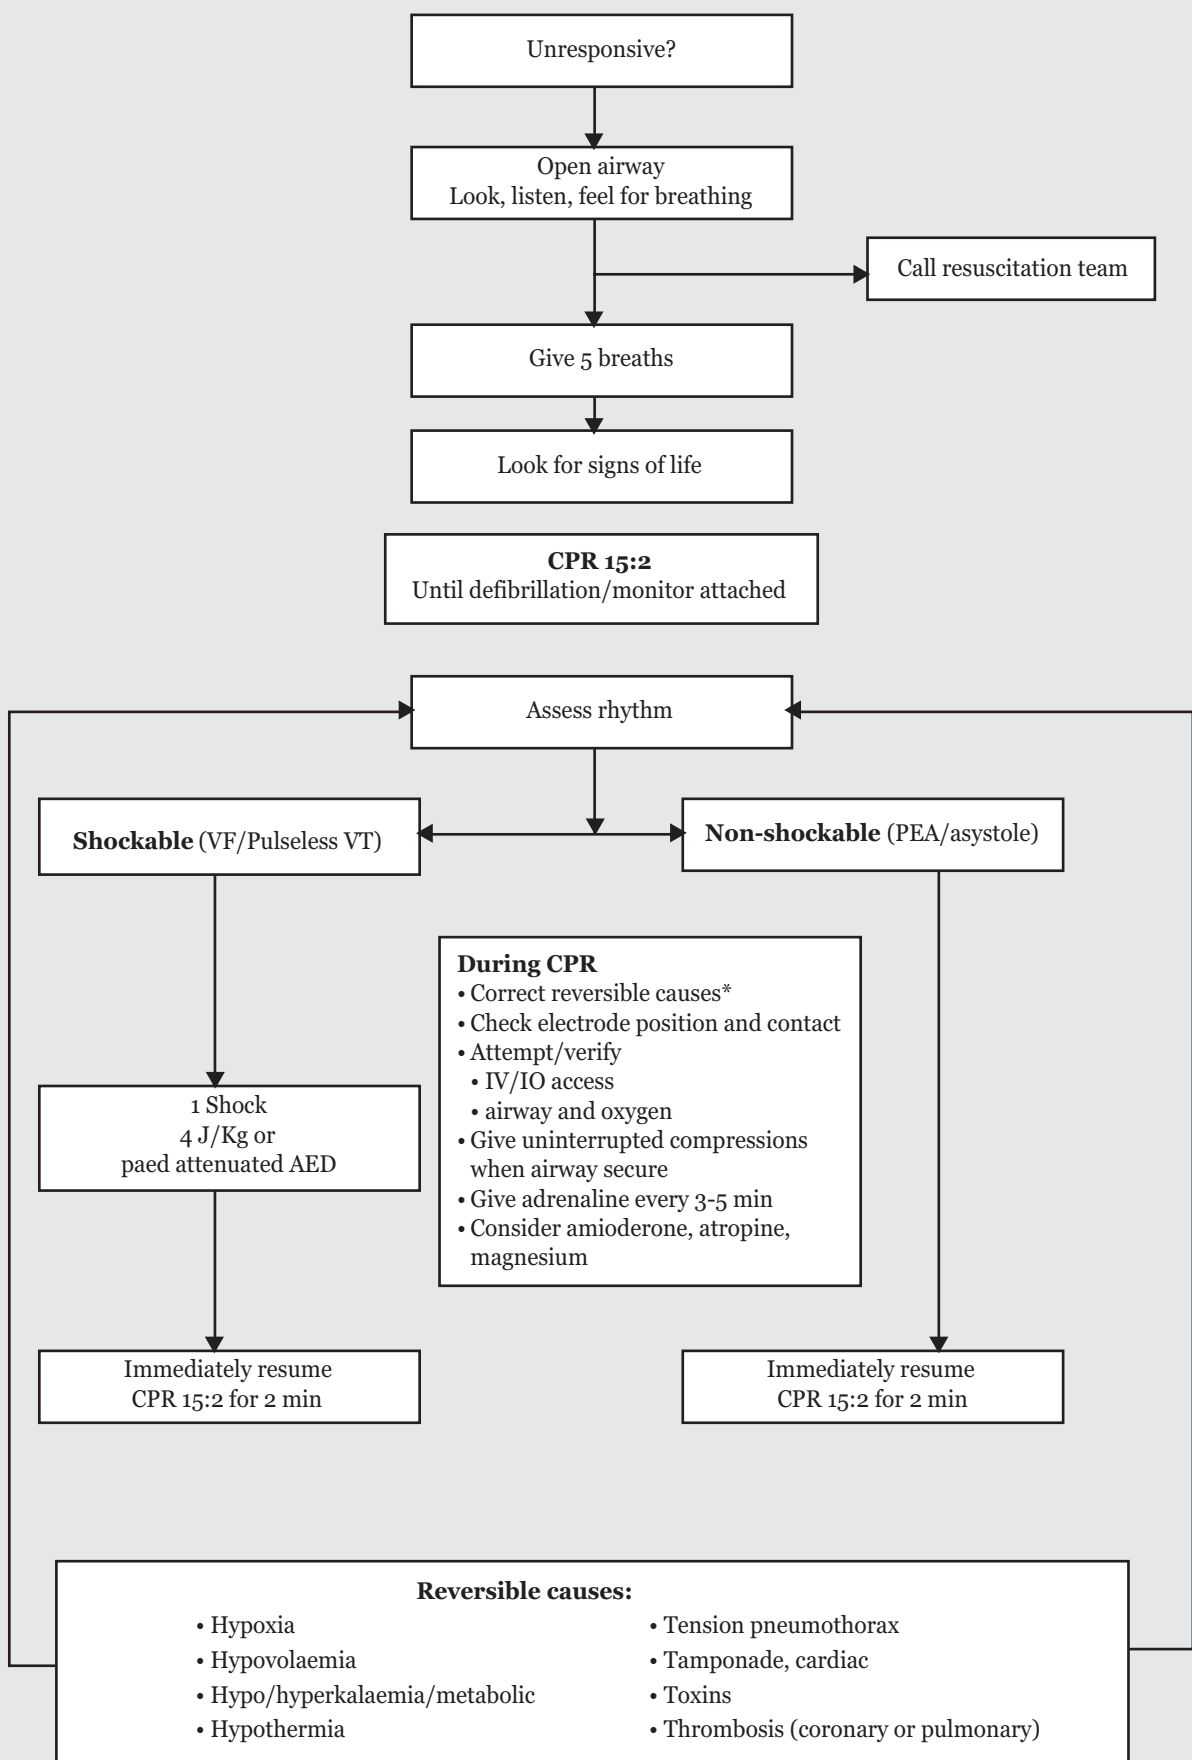 Unresponsive?
Open airway
Look, listen, feel for breathing
Call resuscitation team
Give 5 breaths
Look for signs of life
CPR 15:2
Until defibrillation/monitor attached
Assess rhythm
Shockable (VF/Pulseless VT)
Non-shockable (PEA/asystole)
During CPR
• Correct reversible causes*
• Check electrode position and contact
• Attempt/verify
• IV/IO access
• airway and oxygen
• Give uninterrupted compressions
when airway secure
• Give adrenaline every 3-5 min
• Consider amioderone, atropine,
magnesium
1 Shock
4 J/Kg or
paed attenuated AED
Immediately resume
CPR 15:2 for 2 min
Immediately resume
CPR 15:2 for 2 min
Reversible causes:
• Hypoxia
• Hypovolaemia
• Hypo/hyperkalaemia/metabolic
• Hypothermia
• Tension pneumothorax
• Tamponade, cardiac
• Toxins
• Thrombosis (coronary or pulmonary)